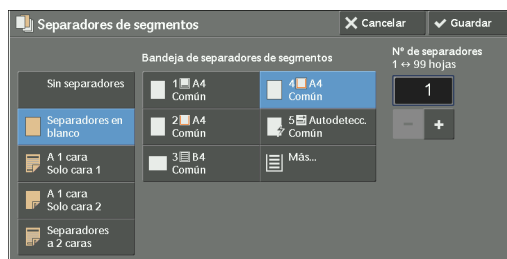 Separadores de segmentos
Cancelar
Guardar
Sin separadores
Separadores en
blanco
A 1 cara
Solo cara 1
A 1 cara
Solo cara 2
Separadores
a 2 caras
Bandeja de separadores de segmentos
1 A4
Común
4 A4
Común
2 A4
Común
5 Autodetecc.
Común
3 B4
Común
Más...
Nº de separadores
1 ↔ 99 hojas
1
− +